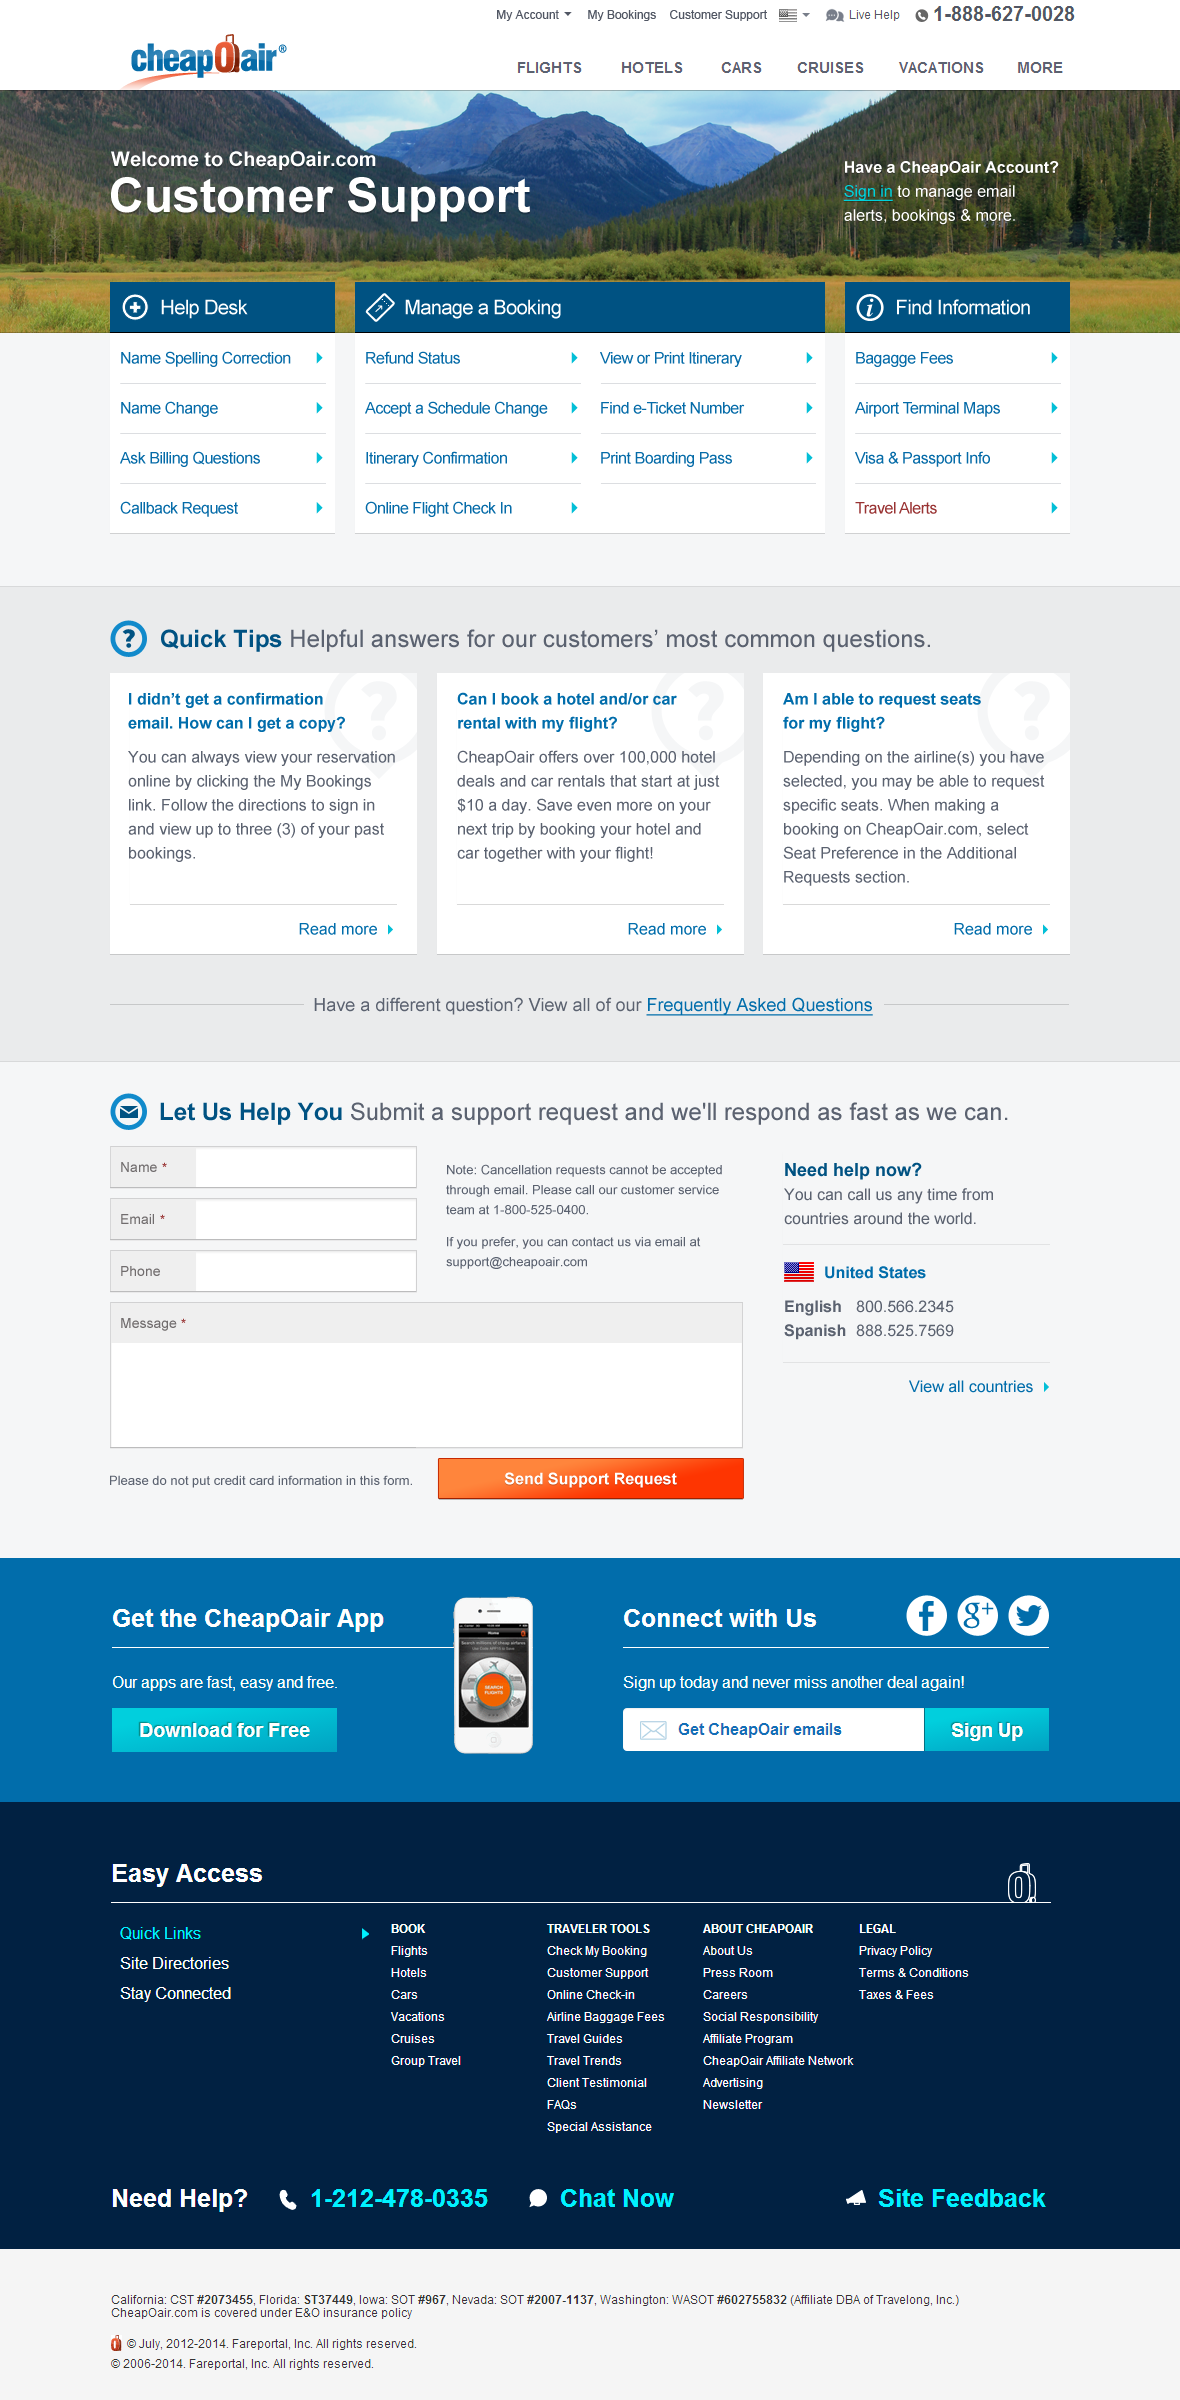 My Account My Bookings Customer Support Live Help 1-888-627-0028
cheapOair®
FLIGHTS HOTELS CARS CRUISES VACATIONS MORE
Welcome to CheapOair.com
Customer Support
Have a CheapOair Account?
Sign in to manage email
alerts, bookings & more.
Help Desk
Name Spelling Correction
Name Change
Ask Billing Questions
Callback Request
Manage a Booking
Refund Status
Accept a Schedule Change
Itinerary Confirmation
Online Flight Check In
View or Print Itinerary
Find e-Ticket Number
Print Boarding Pass
Find Information
Bagagge Fees
Airport Terminal Maps
Visa & Passport Info
Travel Alerts
Quick Tips Helpful answers for our customers’ most common questions.
I didn’t get a confirmation
email. How can I get a copy?
You can always view your reservation
online by clicking the My Bookings
link. Follow the directions to sign in
and view up to three (3) of your past
bookings.
Read more
Can I book a hotel and/or car
rental with my flight?
CheapOair offers over 100,000 hotel
deals and car rentals that start at just
$10 a day. Save even more on your
next trip by booking your hotel and
car together with your flight!
Read more
Am I able to request seats
for my flight?
Depending on the airline(s) you have
selected, you may be able to request
specific seats. When making a
booking on CheapOair.com, select
Seat Preference in the Additional
Requests section.
Read more
Have a different question? View all of our Frequently Asked Questions
Let Us Help You Submit a support request and we'll respond as fast as we can.
Name *
Email *
Phone
Message *
Note: Cancellation requests cannot be accepted
through email. Please call our customer service
team at 1-800-525-0400.
If you prefer, you can contact us via email at
support@cheapoair.com
Please do not put credit card information in this form.
Send Support Request
Need help now?
You can call us any time from
countries around the world.
United States
English 800.566.2345
Spanish 888.525.7569
View all countries
Get the CheapOair App
Our apps are fast, easy and free.
Download for Free
Home
SEARCH
FLIGHTS
Connect with Us
Sign up today and never miss another deal again!
Get CheapOair emails
Sign Up
Easy Access
Quick Links
Site Directories
Stay Connected
BOOK
Flights
Hotels
Cars
Vacations
Cruises
Group Travel
TRAVELER TOOLS
Check My Booking
Customer Support
Online Check-in
Airline Baggage Fees
Travel Guides
Travel Trends
Client Testimonial
FAQs
Special Assistance
ABOUT CHEAPOAIR
About Us
Press Room
Careers
Social Responsibility
Affiliate Program
CheapOair Affiliate Network
Advertising
Newsletter
LEGAL
Privacy Policy
Terms & Conditions
Taxes & Fees
Need Help? 1-212-478-0335 Chat Now Site Feedback
California: CST #2073455, Florida: ST37449, Iowa: SOT #967, Nevada: SOT #2007-1137, Washington: WASOT #602755832 (Affiliate DBA of Travelong, Inc.)
CheapOair.com is covered under E&O insurance policy
© July, 2012-2014. Fareportal, Inc. All rights reserved.
© 2006-2014. Fareportal, Inc. All rights reserved.